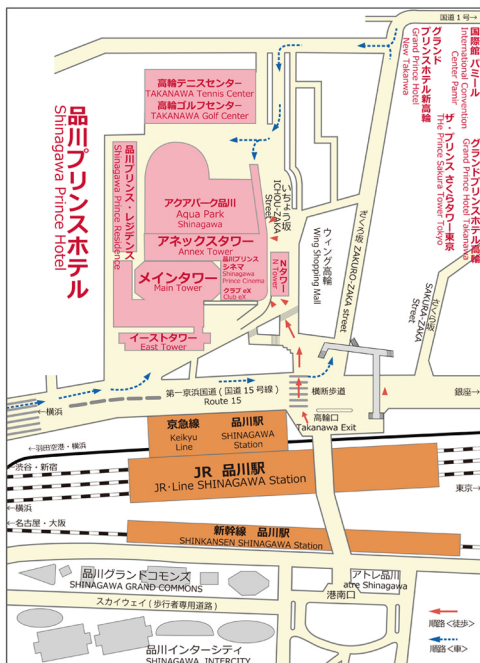 国道1号→
国際館 パミール
International Convention
Center Pamir
グランド
プリンスホテル新高輪
Grand Prince Hotel
New Takanwa
グランドプリンスホテル高輪
Grand Prince Hotel Takanawa
ザ・プリンス さくらタワー東京
THE Prince Sakura Tower Tokyo
品川プリンスホテル
Shinagawa Prince Hotel
高輪テニスセンター
TAKANAWA Tennis Center
高輪ゴルフセンター
TAKANAWA Golf Center
品川プリンス・レジデンス
Shinagawa Prince Residence
アクアパーク品川
Aqua Park
Shinagawa
アネックスタワー
Annex Tower
メインタワー
Main Tower
品川プリンス
シネマ
Shinagawa
Prince Cinema
クラブ eX
Club eX
Nタワー
N Tower
イーストタワー
East Tower
いちょう坂
ICHOU-ZAKA
Street
ウィング高輪
Wing Shopping Mall
ざくろ坂 ZAKURO-ZAKA street
さくら坂
SAKURA-ZAKA
Street
第一京浜国道（国道15号線）
Route 15
横断歩道
←横浜
銀座→
高輪口
Takanawa Exit
京急線
Keikyu
Line
品川駅
SHINAGAWA
Station
←羽田空港・横浜
渋谷・新宿
JR 品川駅
JR・Line SHINAGAWA Station
←横浜
東京→
←名古屋・大阪
新幹線 品川駅
SHINKANSEN SHINAGAWA Station
品川グランドコモンズ
SHINAGAWA GRAND COMMONS
アトレ品川
atre Shinagawa
港南口
スカイウェイ（歩行者専用道路）
品川インターシティ
SHINAGAWA INTERCITY
順路＜徒歩＞
順路＜車＞